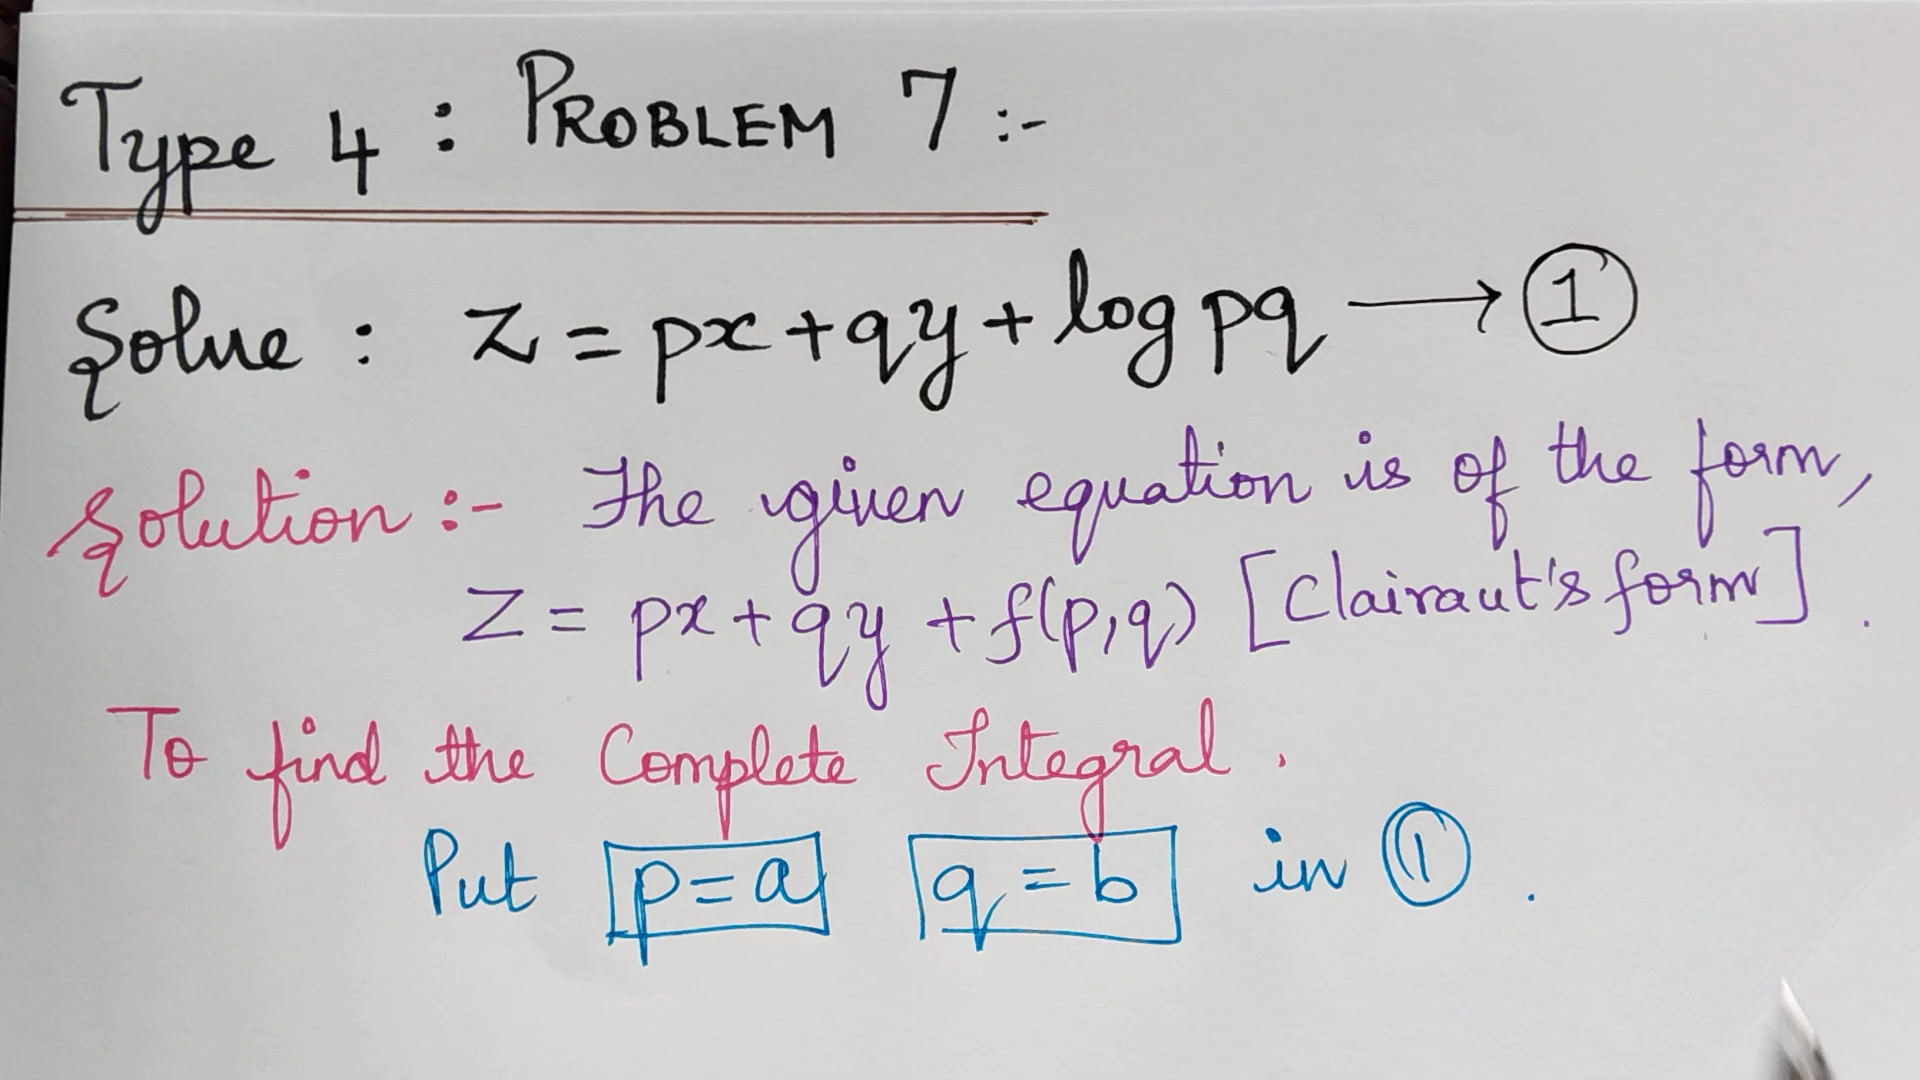 Type 4 : PROBLEM 7 :-
Solve : z = px + qy + log pq → ①
Solution :- The given equation is of the form,
z = px + qy + f(p,q) [Clairaut's form].
To find the Complete Integral.
Put p=a q=b in ①.